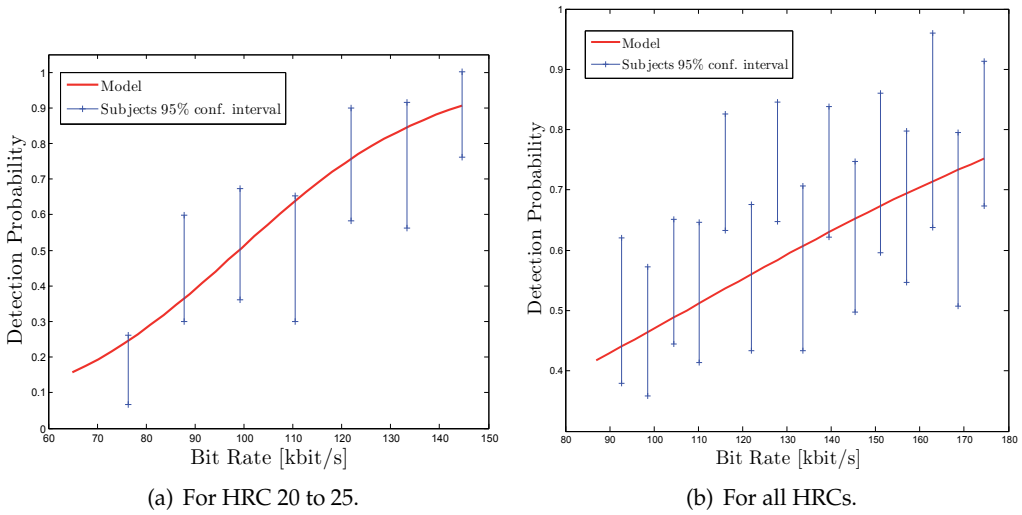 1
0.9
0.8
0.7
0.6
0.5
0.4
0.3
0.2
0.1
0
Detection Probability
Model
Subjects 95% conf. interval
60 70 80 90 100 110 120 130 140 150
Bit Rate [kbit/s]
(a) For HRC 20 to 25.
1
0.9
0.8
0.7
0.6
0.5
0.4
Detection Probability
Model
Subjects 95% conf. interval
80 90 100 110 120 130 140 150 160 170 180
Bit Rate [kbit/s]
(b) For all HRCs.